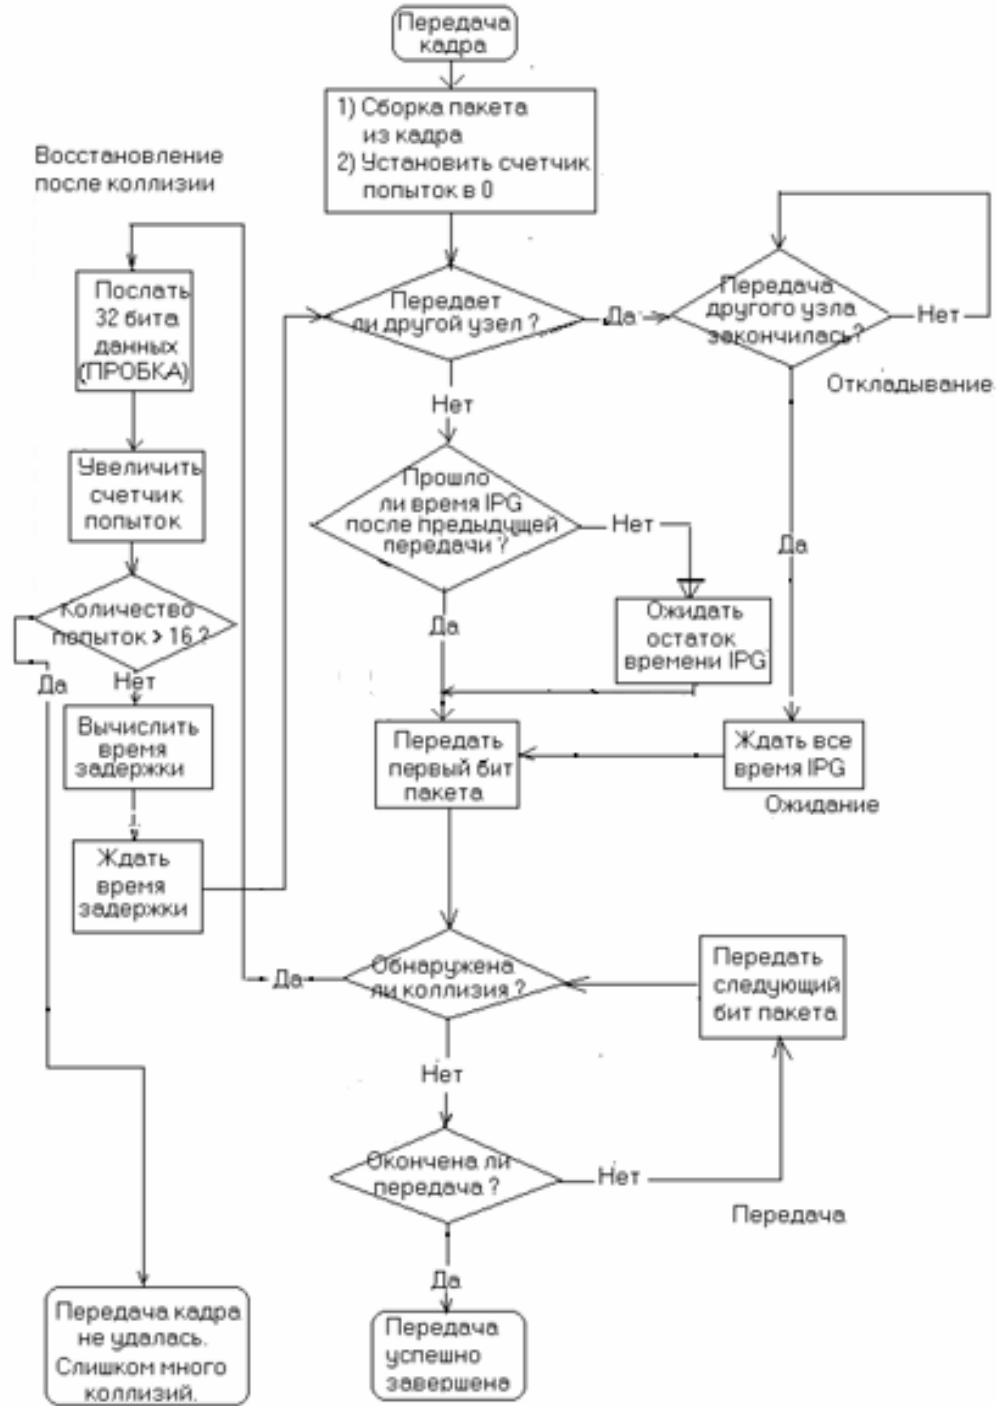 Передача
кадра
1) Сборка пакета
из кадра
2) Установить счетчик
попыток в 0
Восстановление
после коллизии
Послать
32 бита
данных
(ПРОБКА)
Передает
ли другой узел ?
Да
Передача
другого узла
закончилась?
Нет
Откладывание
Нет
Увеличить
счетчик
попыток
Прошло
ли время IPG
после предыдущей
передачи ?
Нет
Да
Количество
попыток > 16 ?
Да
Нет
Да
Ожидать
остаток
времени IPG
Вычислить
время
задержки
Передать
первый бит
пакета
Ждать все
время IPG
Ожидание
Ждать
время
задержки
Обнаружена
ли коллизия ?
Да
Передать
следующий
бит пакета
Нет
Окончена ли
передача ?
Нет
Передача
Да
Передача кадра
не удалась.
Слишком много
коллизий.
Передача
успешно
завершена